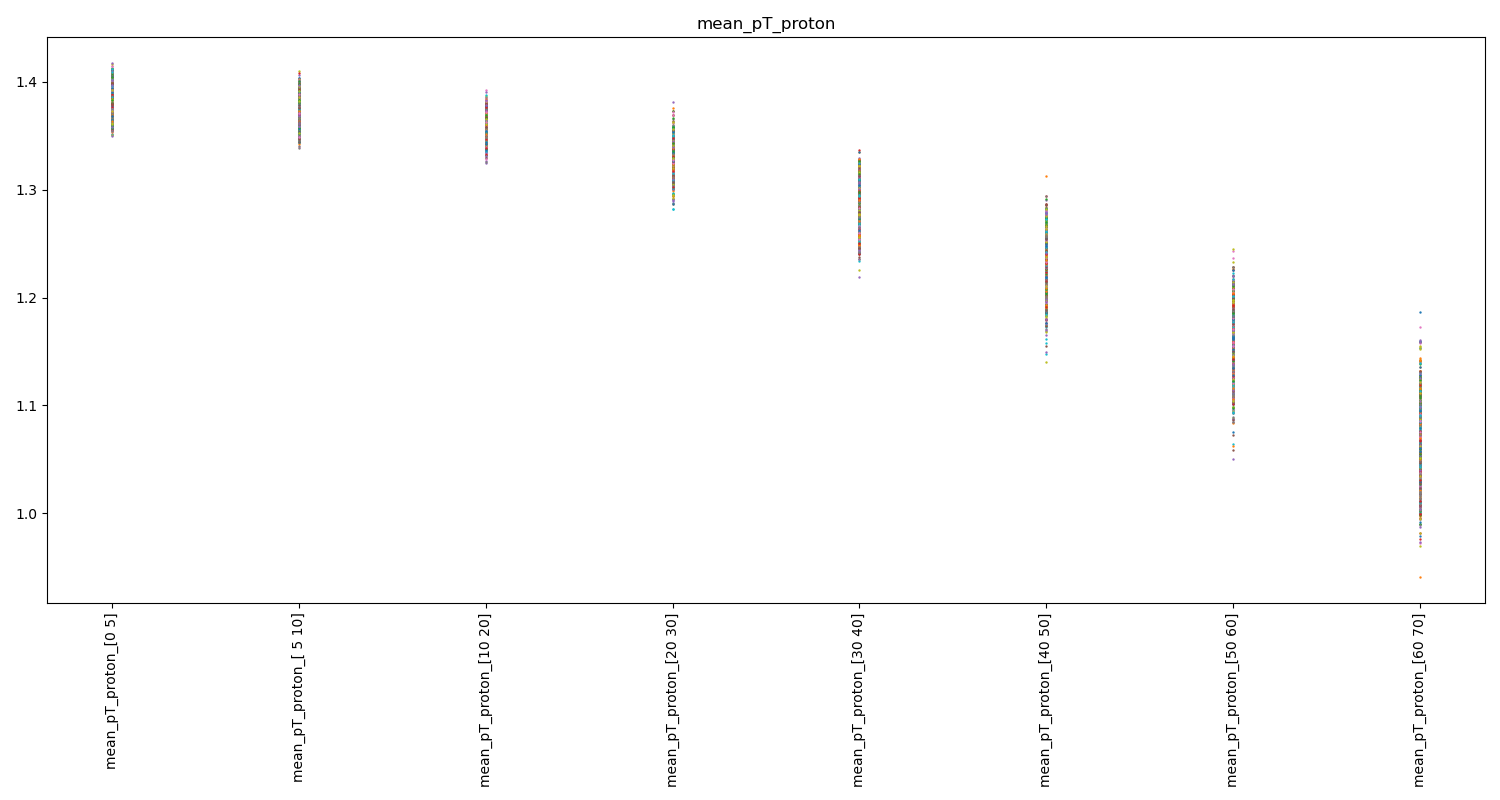 mean_pT_proton
1.4
1.3
1.2
1.1
1.0
mean_pT_proton_[0 5]
mean_pT_proton_[ 5 10]
mean_pT_proton_[10 20]
mean_pT_proton_[20 30]
mean_pT_proton_[30 40]
mean_pT_proton_[40 50]
mean_pT_proton_[50 60]
mean_pT_proton_[60 70]